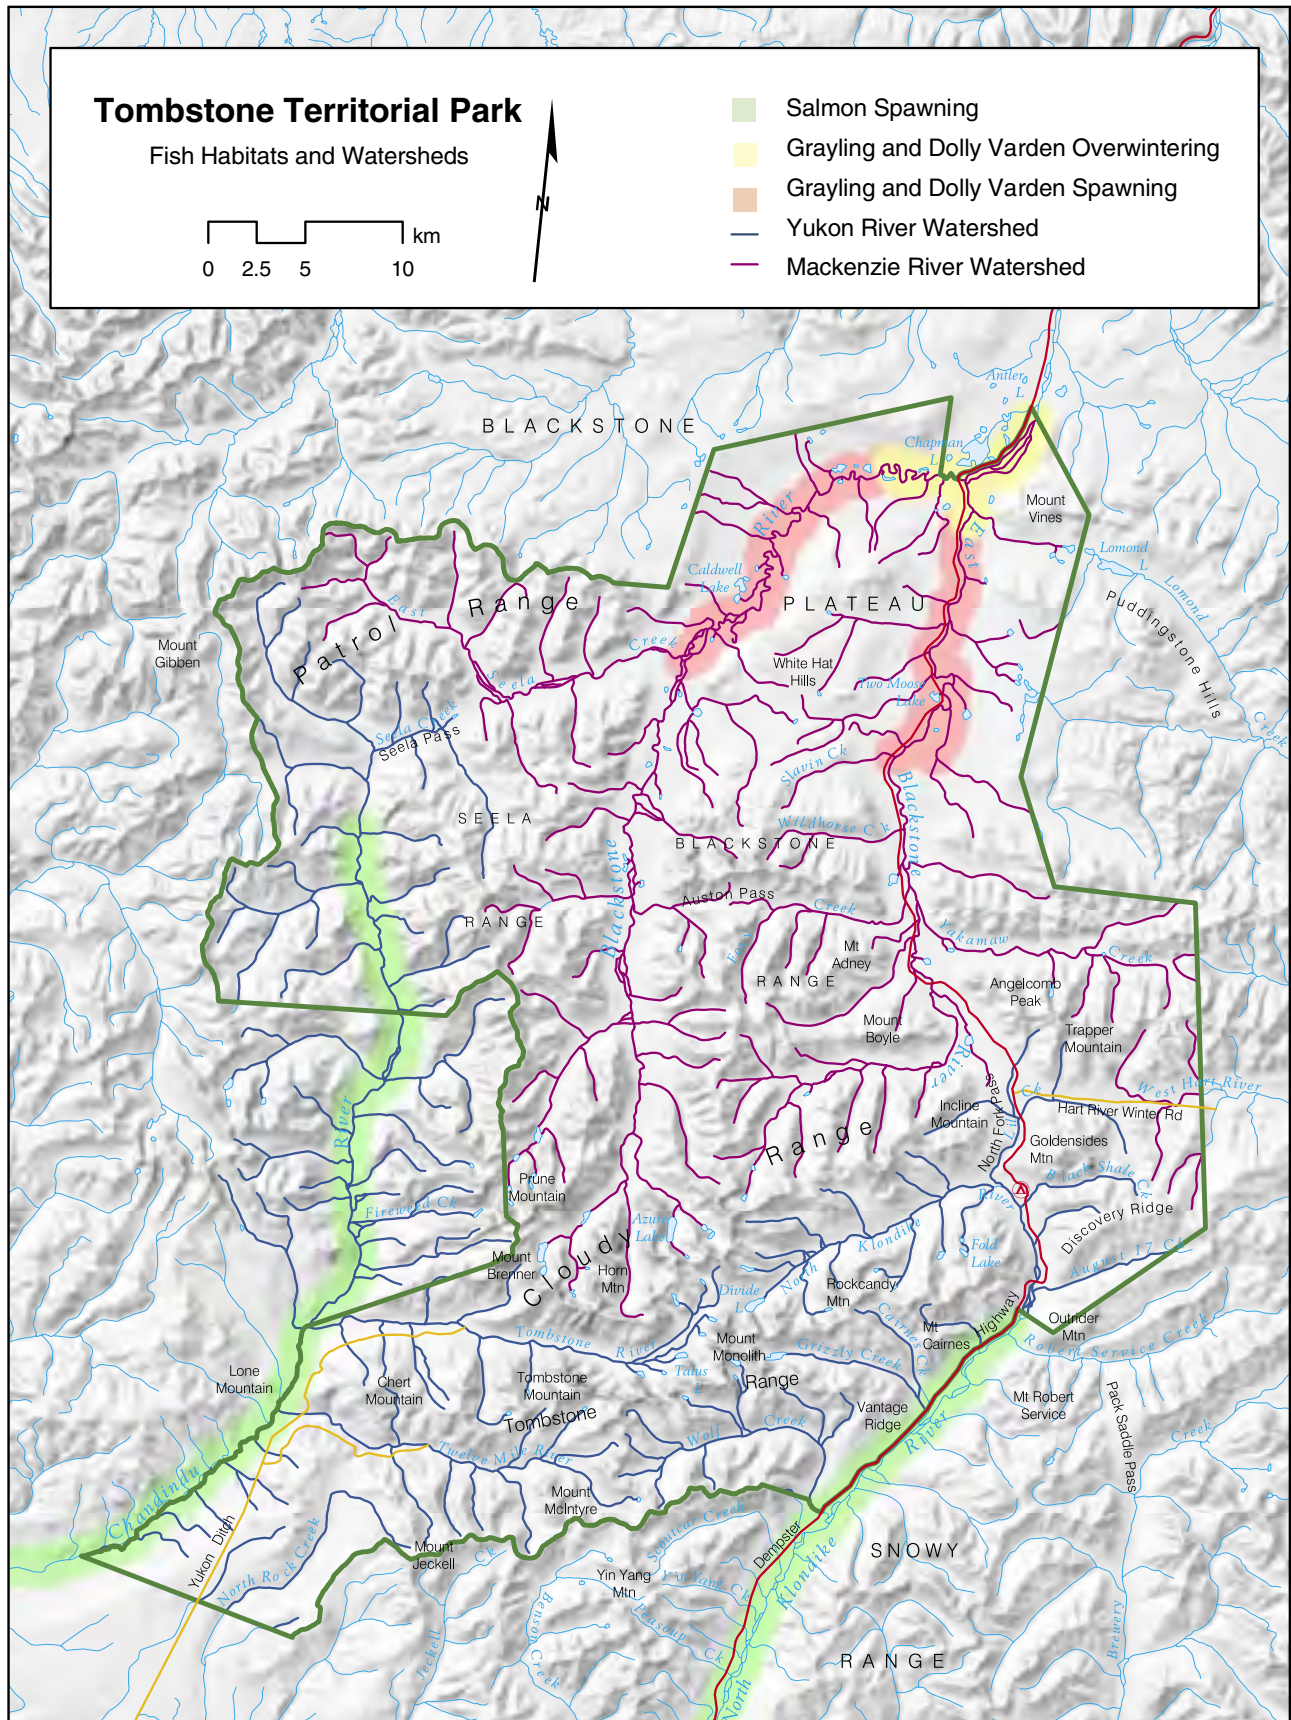 Tombstone Territorial Park
Fish Habitats and Watersheds
0 2.5 5 10 km
N
Salmon Spawning
Grayling and Dolly Varden Overwintering
Grayling and Dolly Varden Spawning
Yukon River Watershed
Mackenzie River Watershed
Antler
L
BLACKSTONE
Chapman
L
River
Mount
Vines
East
Lomond
L
Lomond
Creek
Puddingstone Hills
Caldwell
Lake
PLATEAU
East
Patrol Range
Mount
Gibben
Creek
Seela
White Hat
Hills
Two Moose
Lake
Seela Creek
Seela Pass
Slavin Ck
Blackstone
SEELA
Wildhorse Ck
BLACKSTONE
Blackstone
Auston Pass
Creek
RANGE
Foxy
Yakamaw
Creek
Mt
Adney
RANGE
Angelcomb
Peak
Mount
Boyle
Trapper
Mountain
River
Ck
West Hart River
Hart River Winter Rd
River
Incline
Mountain
North Fork Pass
Range
Goldensides
Mtn
Black Shale Ck
Prune
Mountain
River
Fireweed Ck
Azure
Lake
Discovery Ridge
Klondike
Fold
Lake
August 17 Ck
Mount
Brenner
Cloudy
Horn
Mtn
North
Divide
L
Rockcandy
Mtn
Cairnes Ck
Highway
Outrider
Mtn
Mt
Cairnes
Robert Service Creek
Tombstone
River
Mount
Monolith
Grizzly Creek
Talus
L
Range
Lone
Mountain
Chert
Mountain
Tombstone
Mountain
Tombstone
Vantage
Ridge
Mt Robert
Service
Pack Saddle Pass
Creek
Wolf
Creek
River
Twelve Mile River
Chandindu
Mount
McIntyre
Yukon Ditch
North Rock Creek
Mount
Jeckell
Ck
Scoutcar Creek
Dempster
SNOWY
Yin Yang
Mtn
Yin Yang Ck
Klondike
Benson
Creek
Peasoup Ck
Jeckell
Brewery
RANGE
North